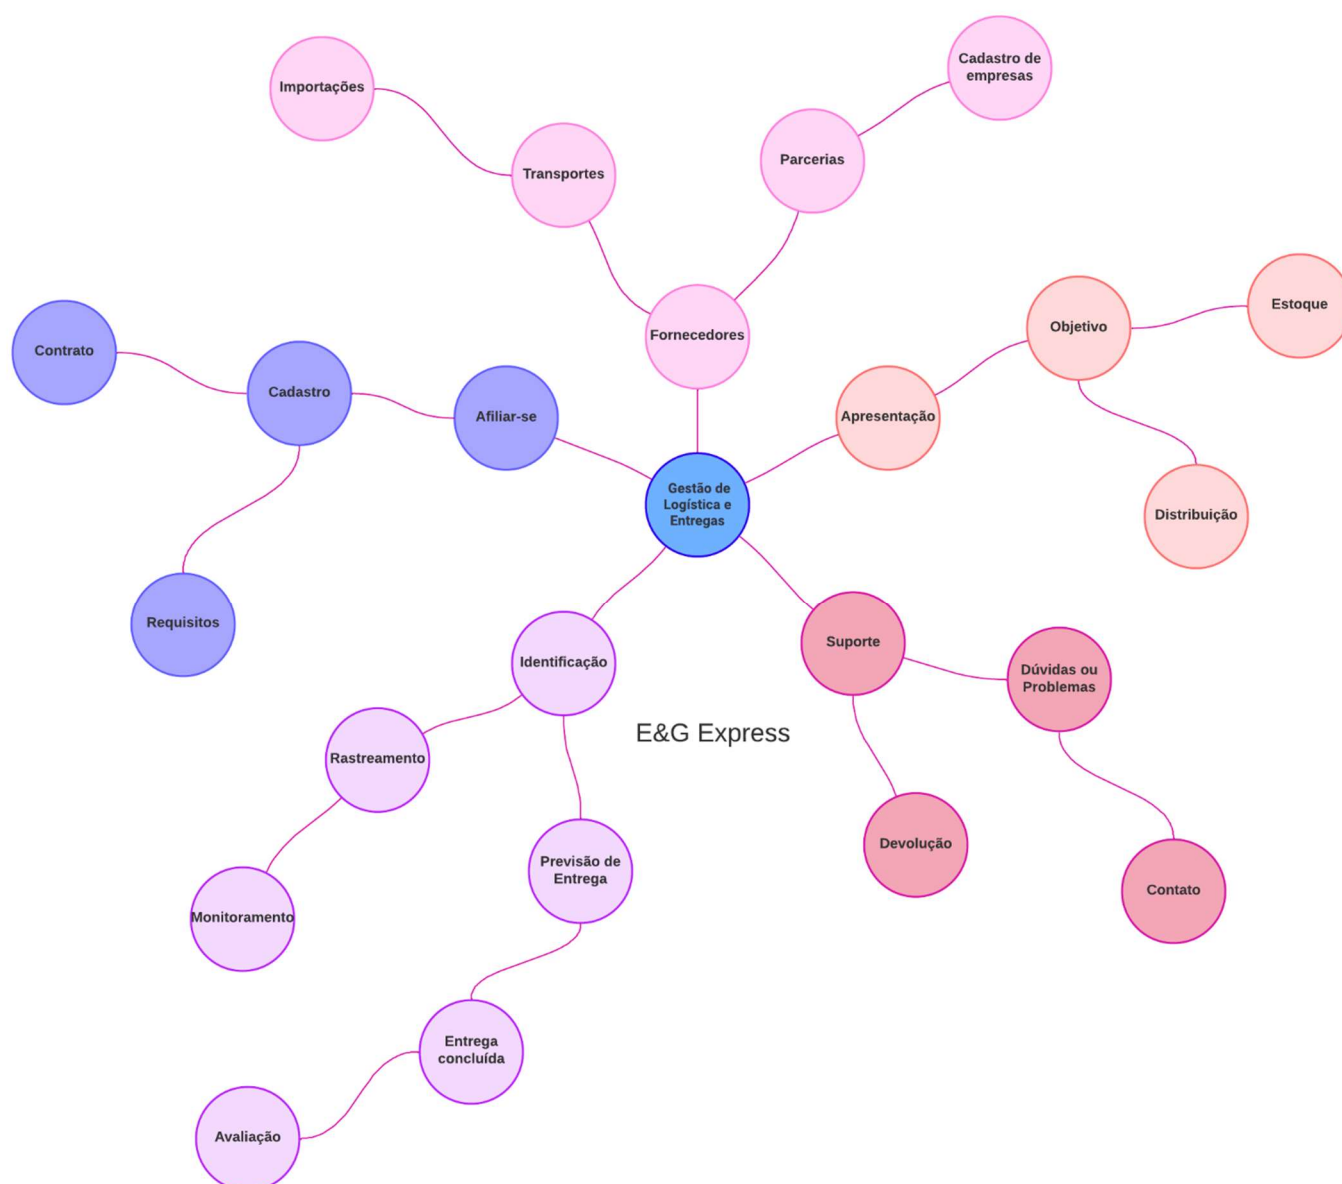 Cadastro de
empresas
Importações
Parcerias
Transportes
Estoque
Objetivo
Fornecedores
Contrato
Cadastro
Afiliar-se
Apresentação
Gestão de
Logística e
Entregas
Distribuição
Requisitos
Suporte
Identificação
Dúvidas ou
Problemas
E&G Express
Rastreamento
Devolução
Previsão de
Entrega
Contato
Monitoramento
Entrega
concluída
Avaliação